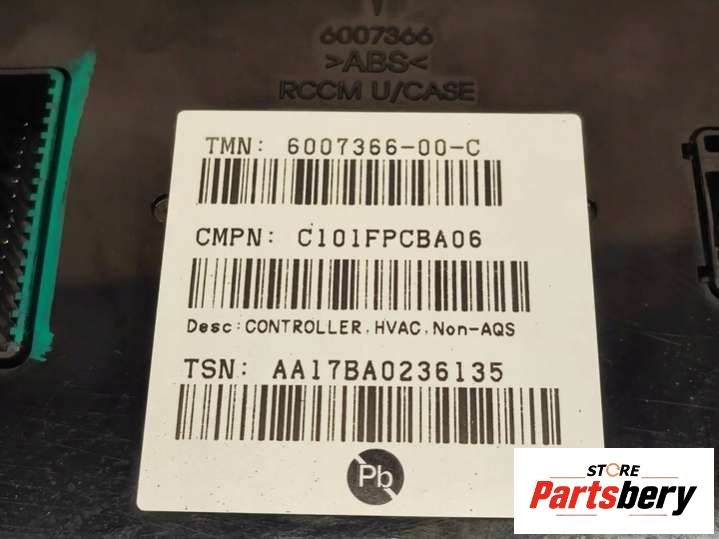 6007366
>ABS<
RCCM U/CASE
TMN: 6007366-00-C
CMPN: C101FPCBA06
Desc:CONTROLLER, HVAC, Non-AQS
TSN: AA17BA0236135
Pb
STORE
Partsbery